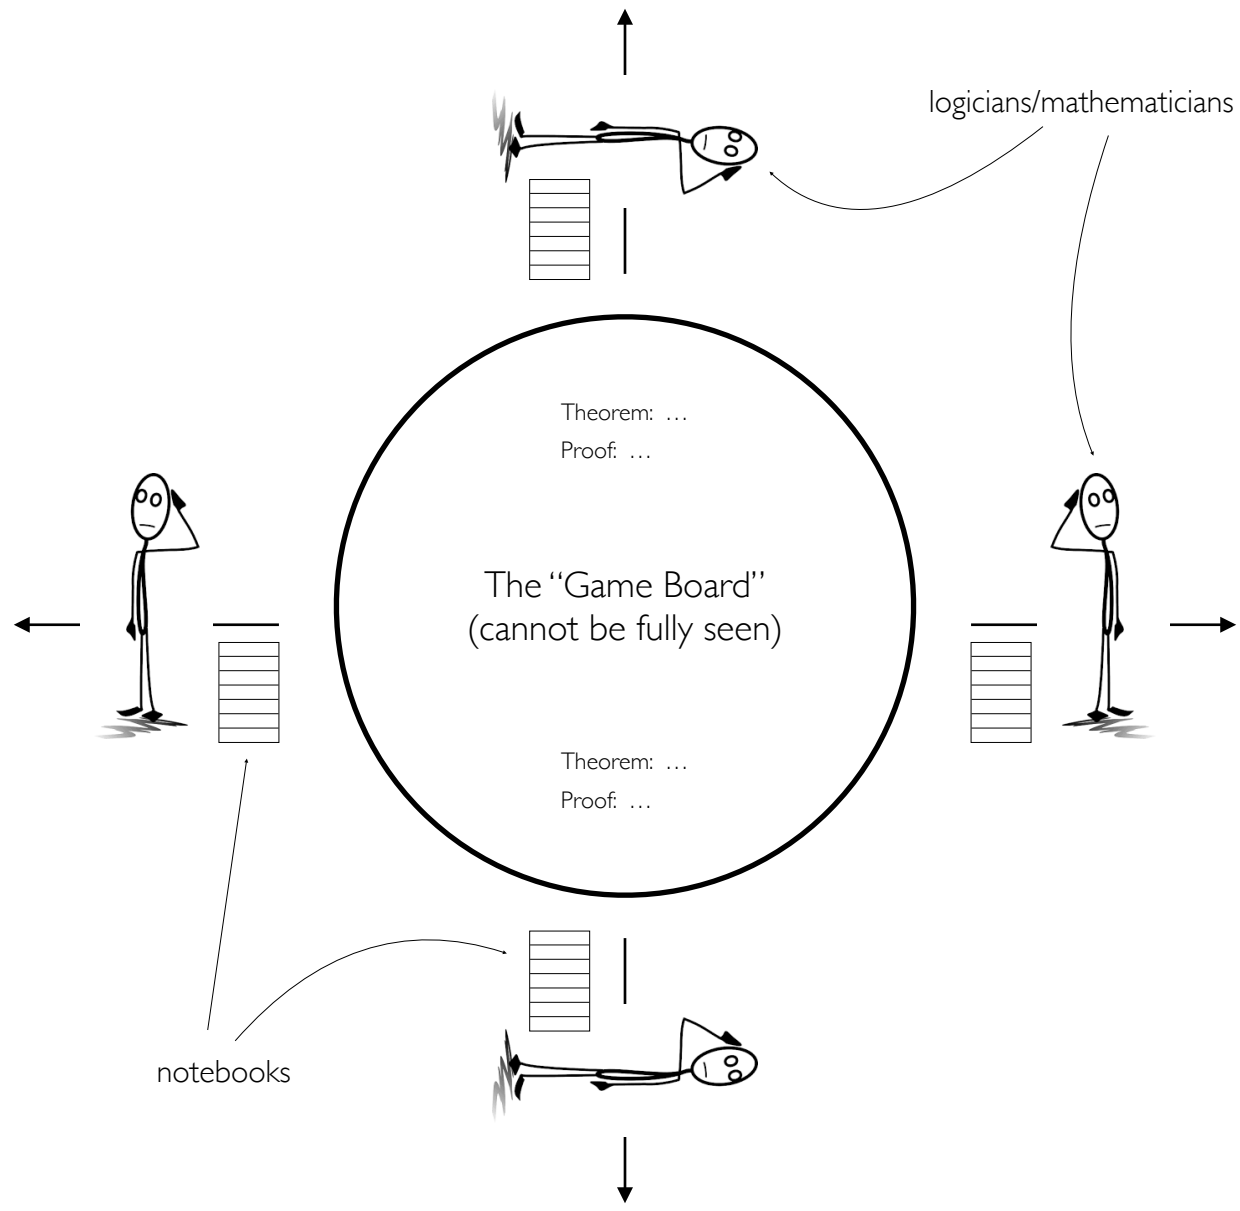 logicians/mathematicians
Theorem: …
Proof: …
The “Game Board”
(cannot be fully seen)
Theorem: …
Proof: …
notebooks